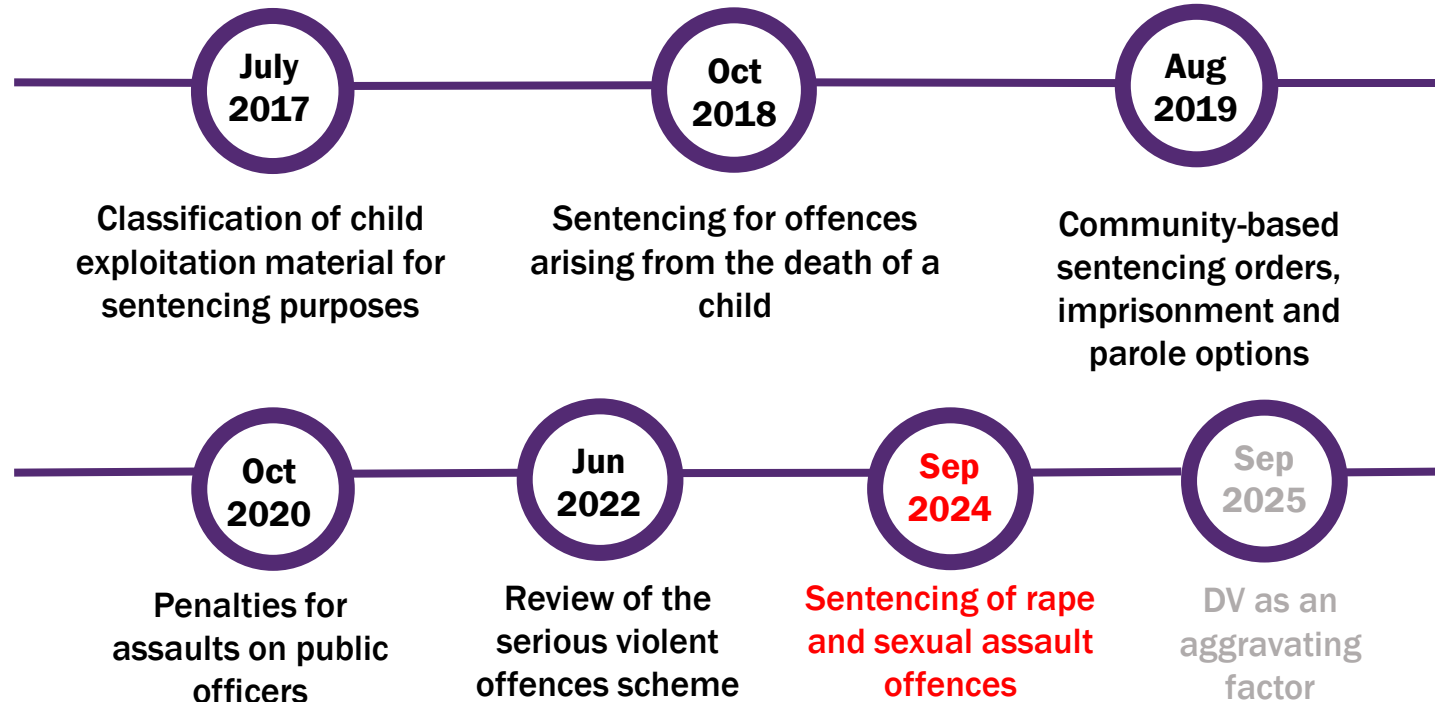 July
2017
Oct
2018
Aug
2019
Classification of child
exploitation material for
sentencing purposes
Sentencing for offences
arising from the death of a
child
Community-based
sentencing orders,
imprisonment and
parole options
Oct
2020
Jun
2022
Sep
2024
Sep
2025
Penalties for
assaults on public
officers
Review of the
serious violent
offences scheme
Sentencing of rape
and sexual assault
offences
DV as an
aggravating
factor